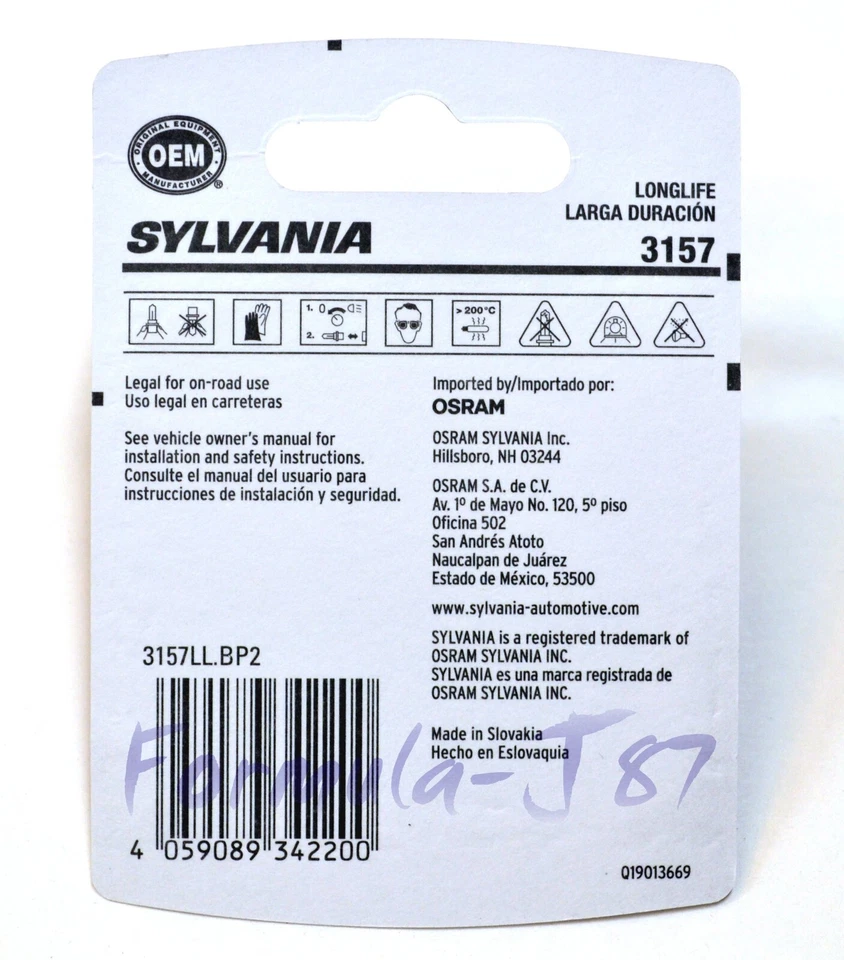 ORIGINAL EQUIPMENT
OEM
MANUFACTURER
®
LONGLIFE
LARGA DURACIÓN
SYLVANIA
3157
1.
0
2.
> 200 °C
Legal for on-road use
Uso legal en carreteras
See vehicle owner's manual for
installation and safety instructions.
Consulte el manual del usuario para
instrucciones de instalación y seguridad.
Imported by/Importado por:
OSRAM
OSRAM SYLVANIA Inc.
Hillsboro, NH 03244
OSRAM S.A. de C.V.
Av. 1º de Mayo No. 120, 5º piso
Oficina 502
San Andrés Atoto
Naucalpan de Juárez
Estado de México, 53500
www.sylvania-automotive.com
SYLVANIA is a registered trademark of
OSRAM SYLVANIA INC.
SYLVANIA es una marca registrada de
OSRAM SYLVANIA INC.
Made in Slovakia
Hecho en Eslovaquia
3157LL.BP2
4 059089 342200
Formula-J87
Q19013669